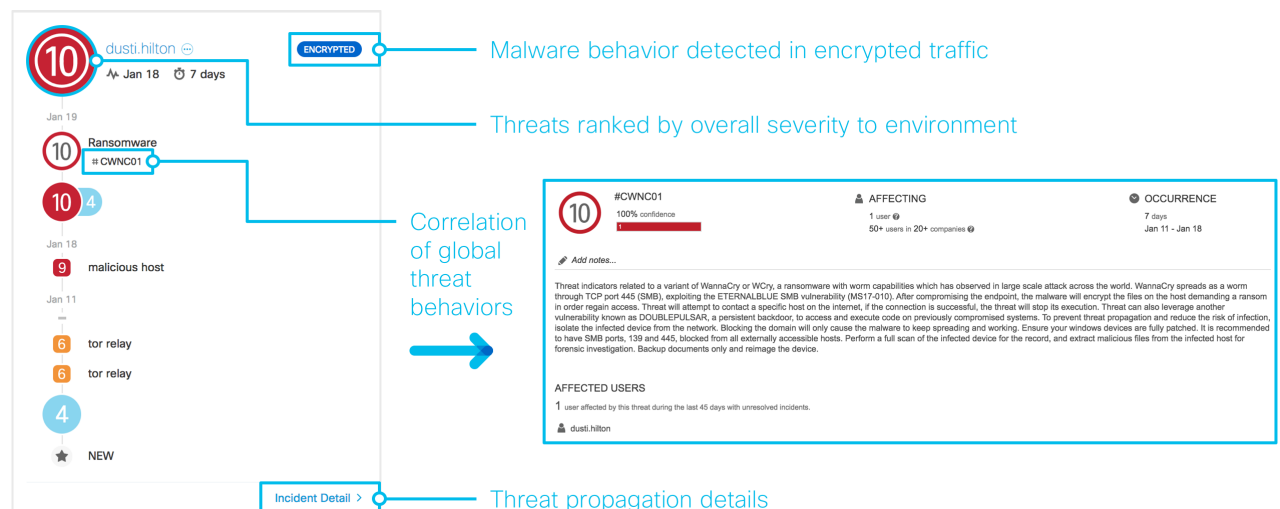 10
dusti.hilton
Jan 18 7 days
ENCRYPTED
Malware behavior detected in encrypted traffic
Threats ranked by overall severity to environment
Jan 19
10
Ransomware
# CWNC01
10 4
Jan 18
9 malicious host
Jan 11
6 tor relay
6 tor relay
4
NEW
Incident Detail >
Threat propagation details
Correlation
of global
threat
behaviors
10
#CWNC01
100% confidence
1
AFFECTING
1 user
50+ users in 20+ companies
OCCURRENCE
7 days
Jan 11 - Jan 18
Add notes...
Threat indicators related to a variant of WannaCry or WCry, a ransomware with worm capabilities which has observed in large scale attack across the world. WannaCry spreads as a worm
through TCP port 445 (SMB), exploiting the ETERNALBLUE SMB vulnerability (MS17-010). After compromising the endpoint, the malware will encrypt the files on the host demanding a ransom
in order regain access. Threat will attempt to contact a specific host on the internet, if the connection is successful, the threat will stop its execution. Threat can also leverage another
vulnerability known as DOUBLEPULSAR, a persistent backdoor, to access and execute code on previously compromised systems. To prevent threat propagation and reduce the risk of infection,
isolate the infected device from the network. Blocking the domain will only cause the malware to keep spreading and working. Ensure your windows devices are fully patched. It is recommended
to have SMB ports, 139 and 445, blocked from all externally accessible hosts. Perform a full scan of the infected device for the record, and extract malicious files from the infected host for
forensic investigation. Backup documents only and reimage the device.
AFFECTED USERS
1 user affected by this threat during the last 45 days with unresolved incidents.
dusti.hilton